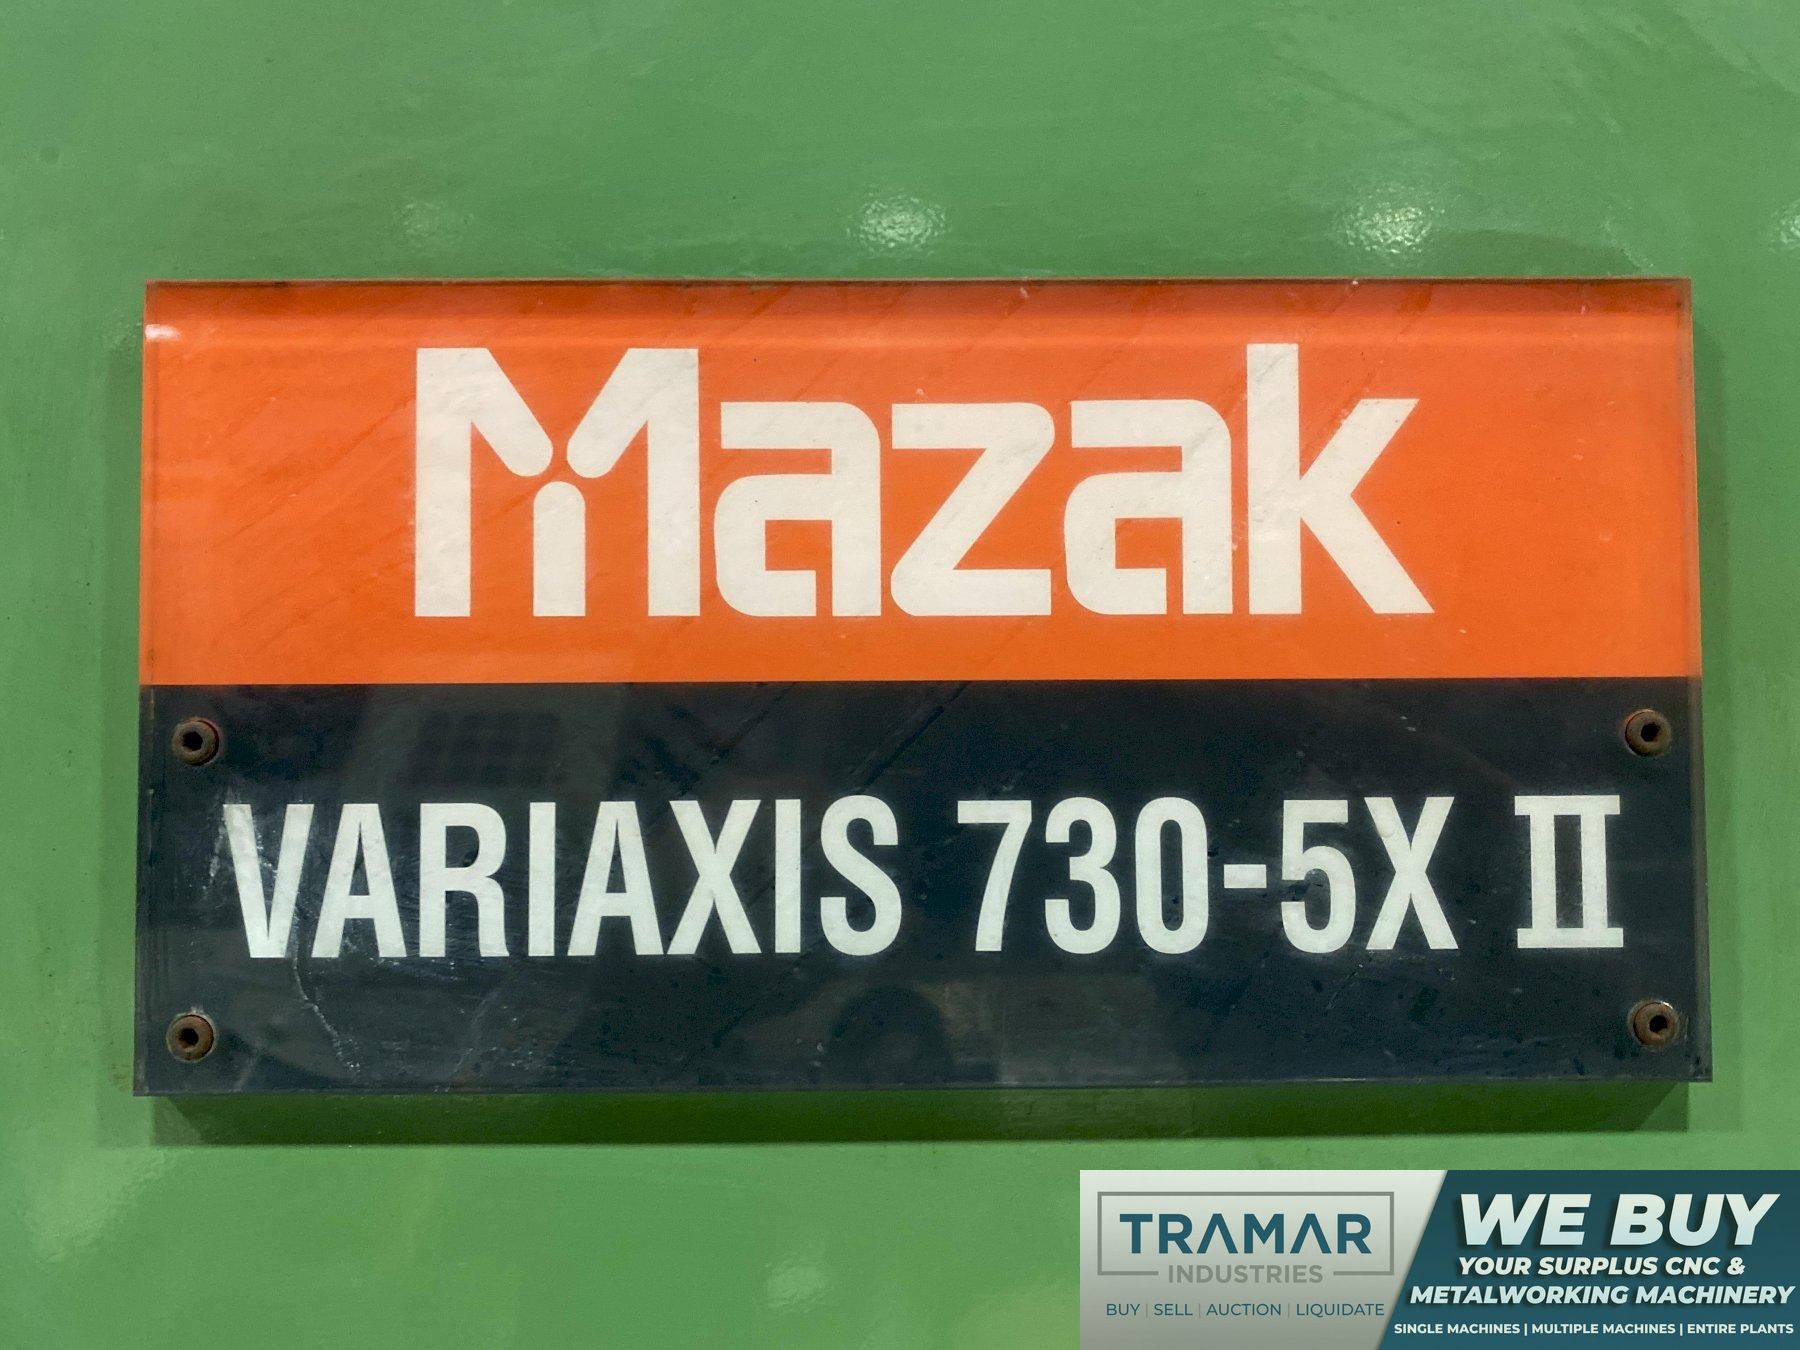 Mazak
VARIAXIS 730-5X II
TRAMAR
INDUSTRIES
BUY | SELL | AUCTION | LIQUIDATE
WE BUY
YOUR SURPLUS CNC &
METALWORKING MACHINERY
SINGLE MACHINES | MULTIPLE MACHINES | ENTIRE PLANTS